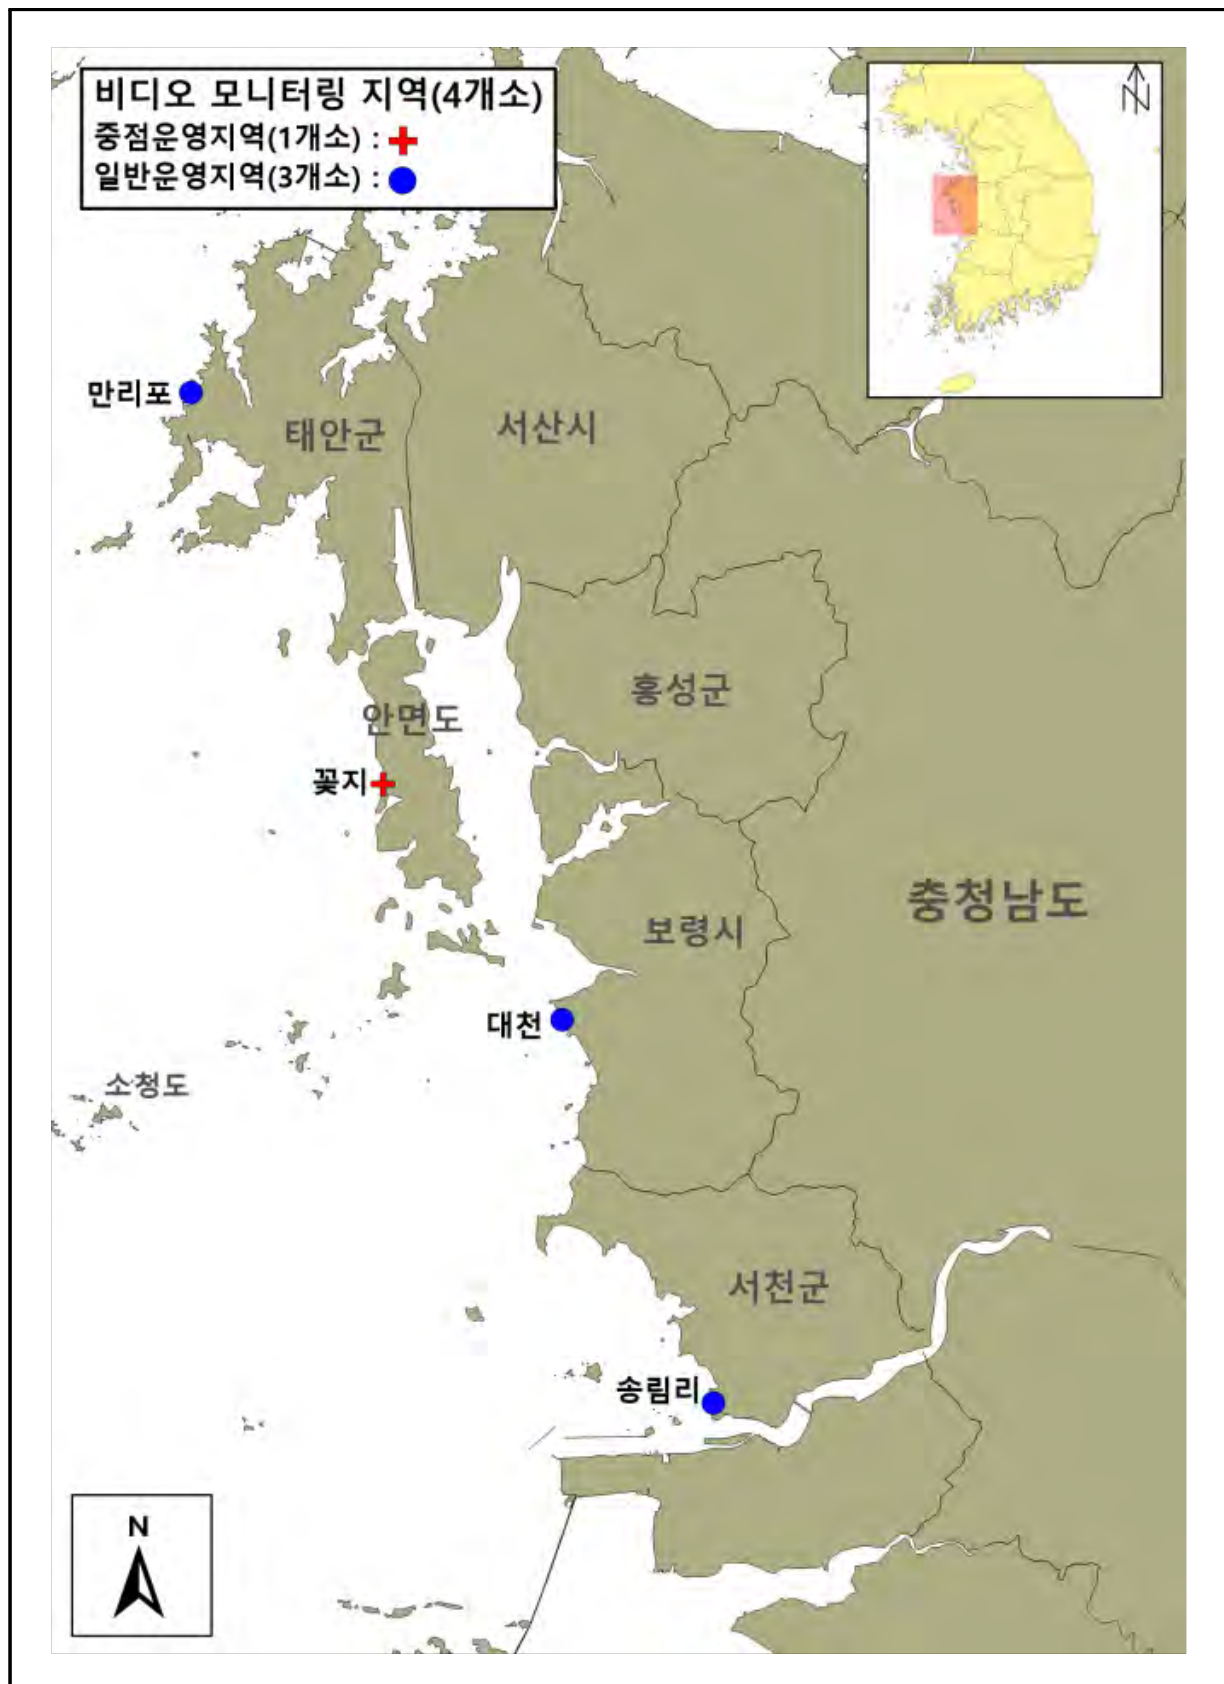 비디오 모니터링 지역(4개소)
중점운영지역(1개소) :
일반운영지역(3개소) :
N
만리포
태안군
서산시
안면도
홍성군
꽃지
충청남도
보령시
대천
소청도
서천군
송림리
N